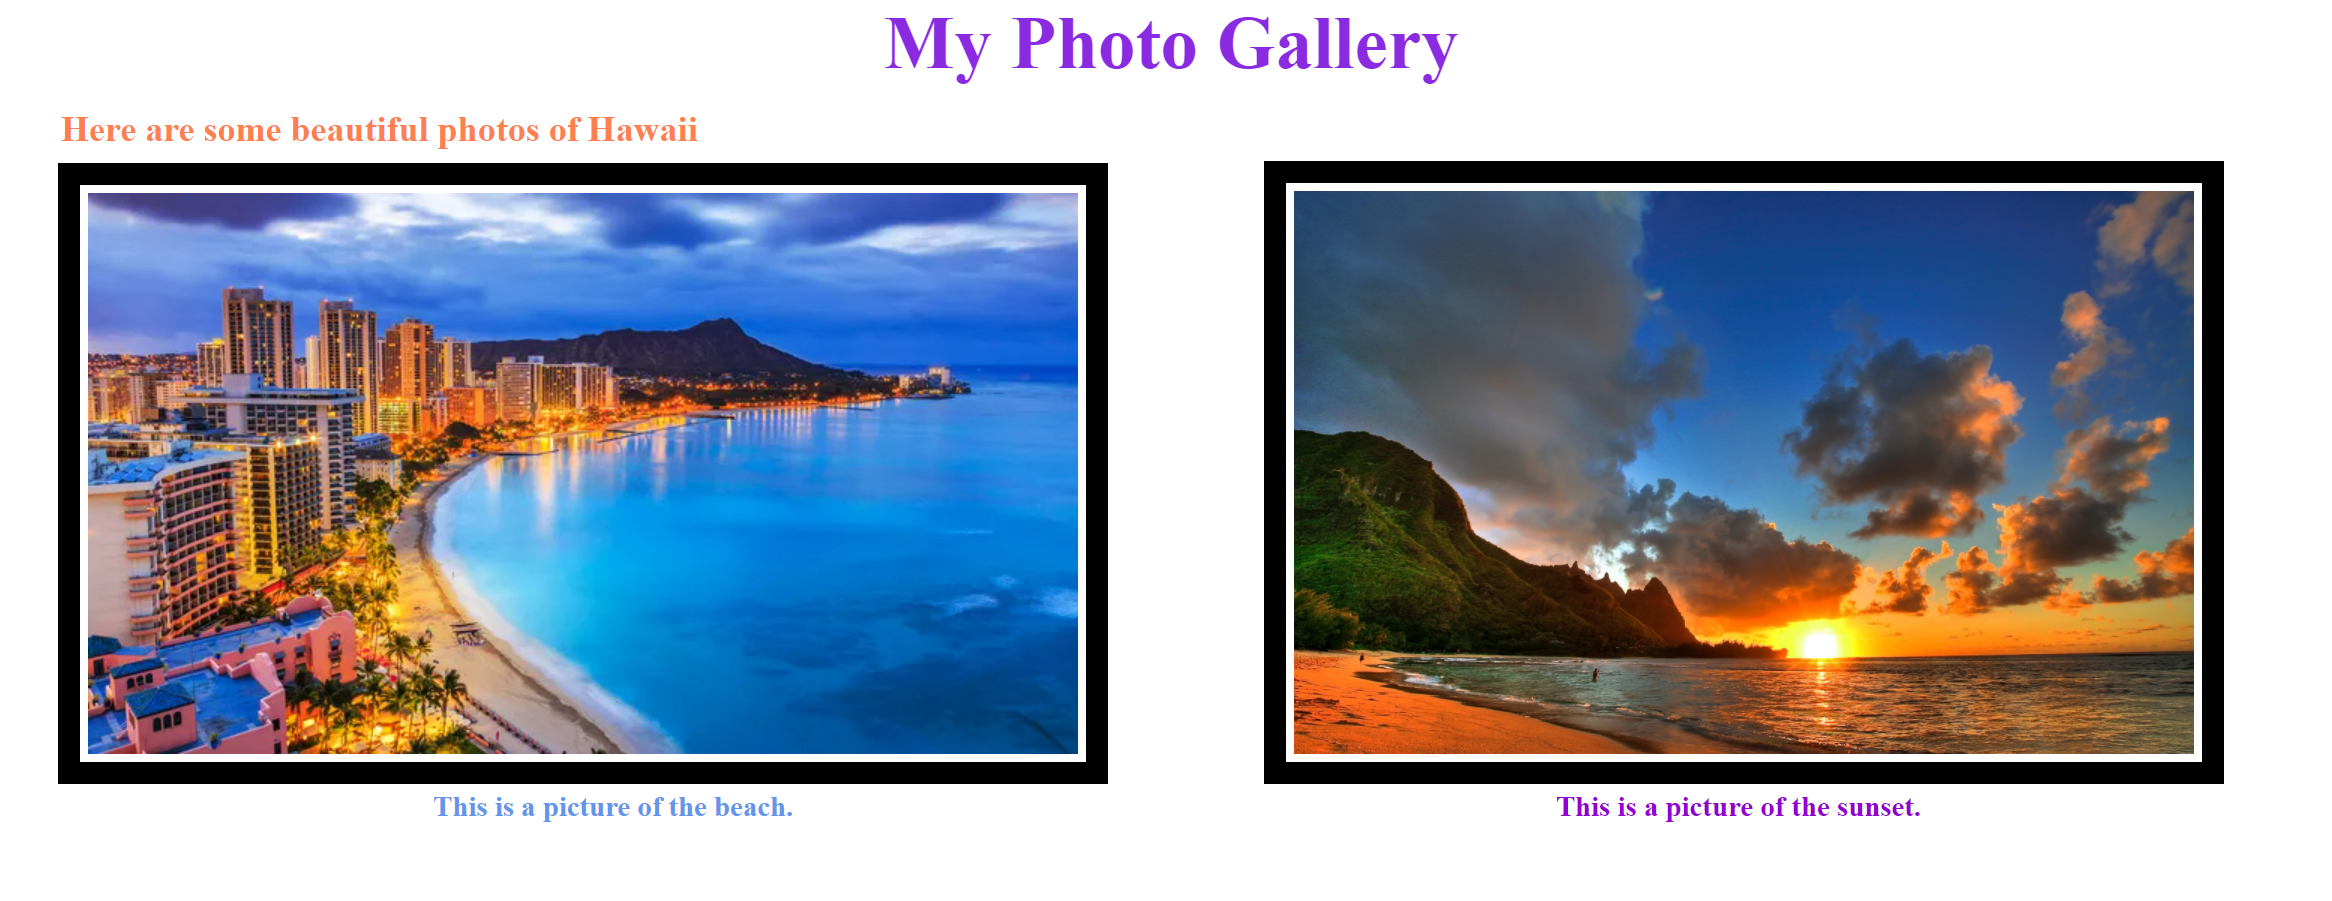 My Photo Gallery
Here are some beautiful photos of Hawaii
This is a picture of the beach.
This is a picture of the sunset.